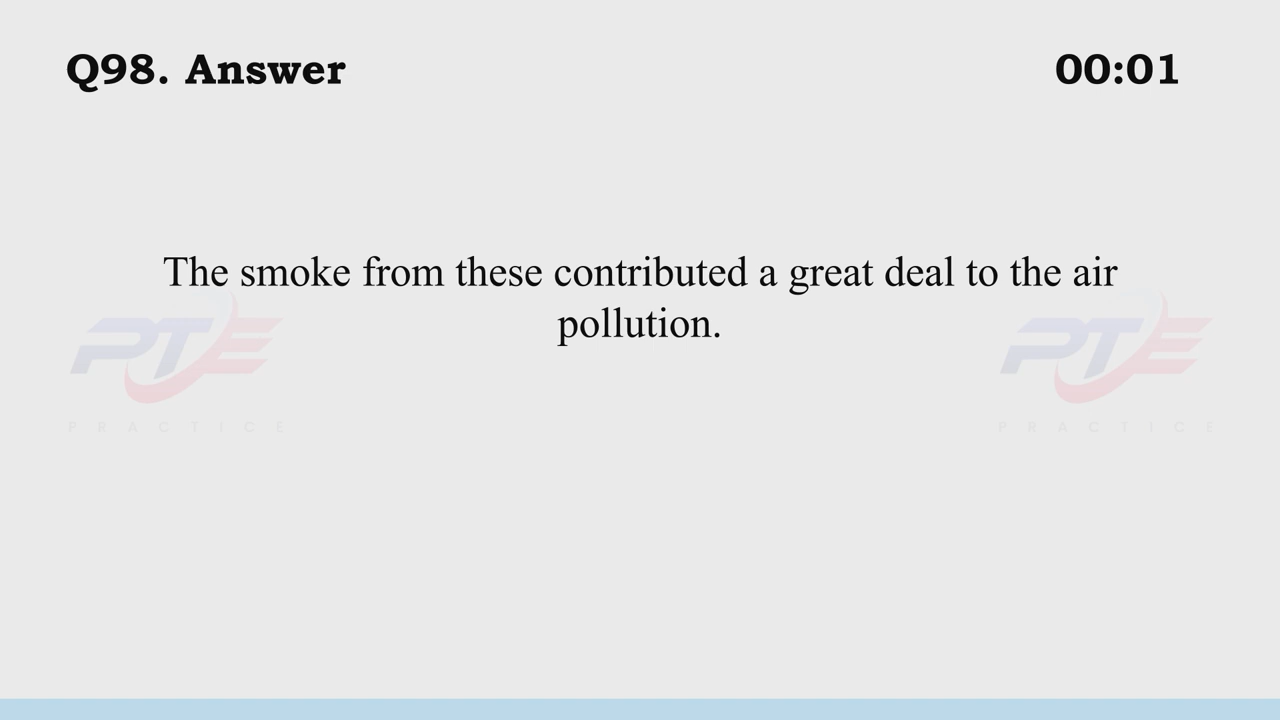 Q98. Answer
00:01
The smoke from these contributed a great deal to the air
pollution.
PTE
PRACTICE
PTE
PRACTICE